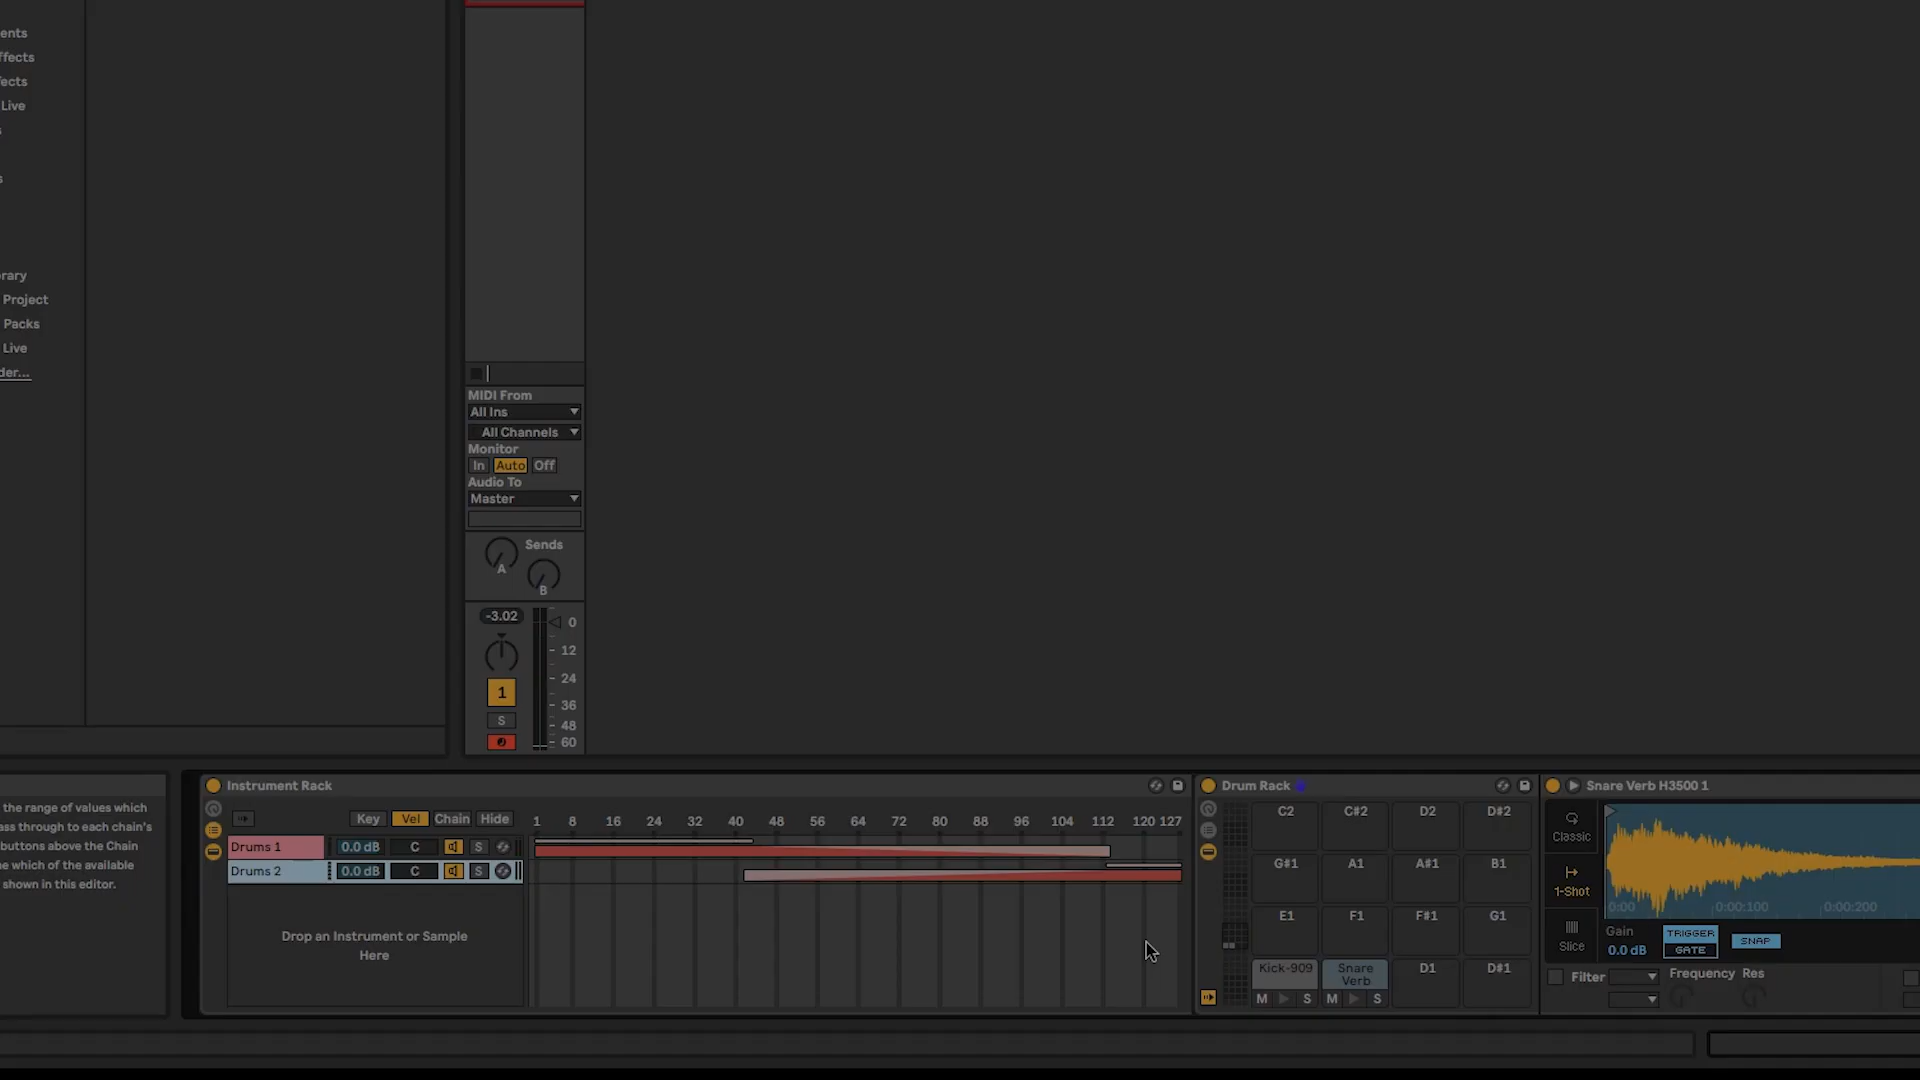 ents
ffects
fects
Live
s
s
rary
Project
Packs
Live
der...
MIDI From
All Ins
All Channels
Monitor
In Auto Off
Audio To
Master
Sends
A
B
-3.02
0
12
24
36
48
60
1
S
the range of values which
ass through to each chain's
buttons above the Chain
ne which of the available
shown in this editor.
Instrument Rack
Key Vel Chain Hide
1 8 16 24 32 40 48 56 64 72 80 88 96 104 112 120 127
Drums 1 0.0 dB C S
Drums 2 0.0 dB C S
Drop an Instrument or Sample
Here
Drum Rack
C2 C#2 D2 D#2
G#1 A1 A#1 B1
E1 F1 F#1 G1
Kick-909 Snare Verb D1 D#1
M S M S
Snare Verb H3500 1
Classic
1-Shot
Slice
0:00 0:00:100 0:00:200
Gain
0.0 dB
TRIGGER
GATE
SNAP
Filter Frequency Res